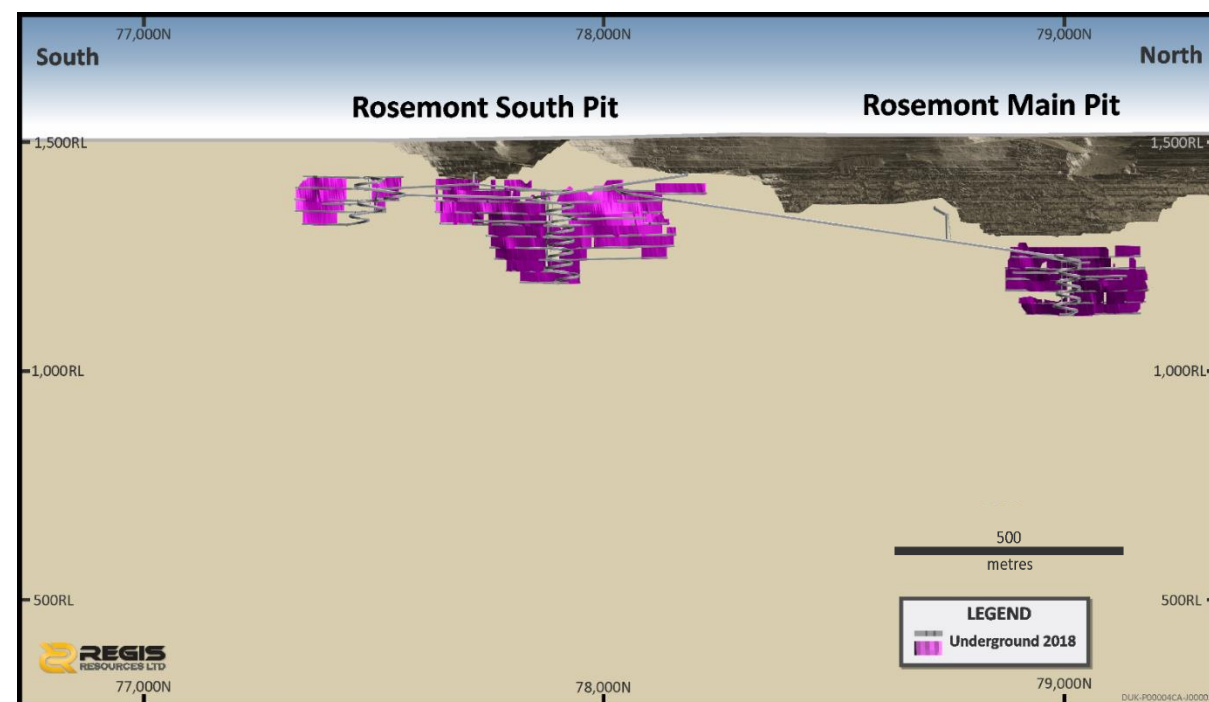 77,000N
78,000N
79,000N
South
North
Rosemont South Pit
Rosemont Main Pit
1,500RL
1,500RL
1,000RL
1,000RL
500
metres
500RL
500RL
LEGEND
Underground 2018
REGIS
RESOURCES LTD
77,000N
78,000N
79,000N